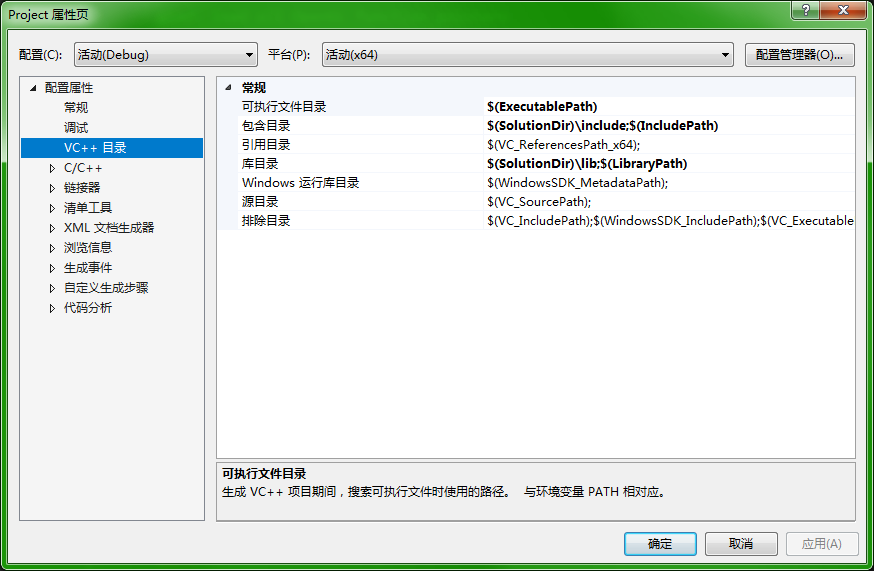 Project 属性页
配置(C): 活动(Debug) 平台(P): 活动(x64) 配置管理器(O)...
配置属性
常规
调试
VC++ 目录
C/C++
链接器
清单工具
XML 文档生成器
浏览信息
生成事件
自定义生成步骤
代码分析
常规
可执行文件目录 $(ExecutablePath)
包含目录 $(SolutionDir)\include;$(IncludePath)
引用目录 $(VC_ReferencesPath_x64);
库目录 $(SolutionDir)\lib;$(LibraryPath)
Windows 运行库目录 $(WindowsSDK_MetadataPath);
源目录 $(VC_SourcePath);
排除目录 $(VC_IncludePath);$(WindowsSDK_IncludePath);$(VC_Executable
可执行文件目录
生成 VC++ 项目期间，搜索可执行文件时使用的路径。 与环境变量 PATH 相对应。
确定 取消 应用(A)